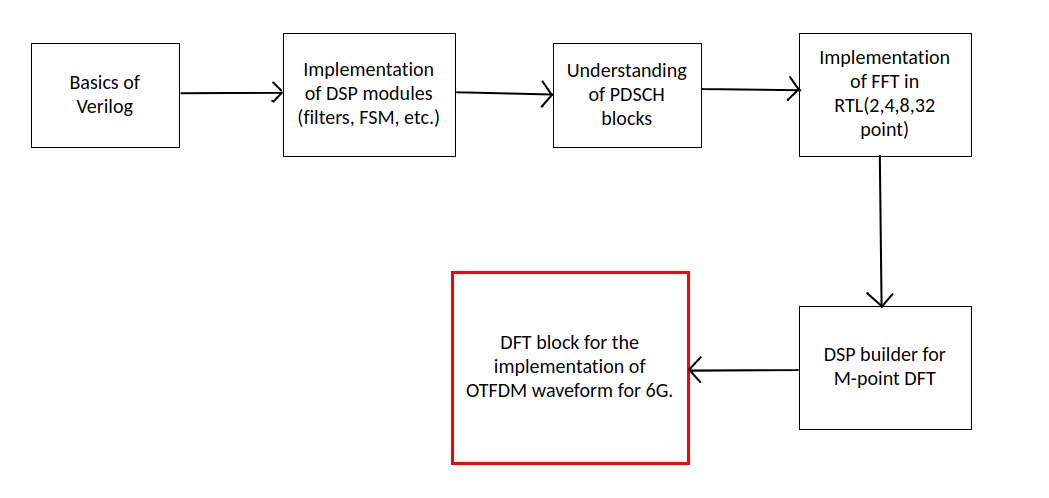 Basics of
Verilog
Implementation
of DSP modules
(filters, FSM, etc.)
Understanding
of PDSCH
blocks
Implementation
of FFT in
RTL(2,4,8,32
point)
DFT block for the
implementation of
OTFDM waveform for 6G.
DSP builder for
M-point DFT